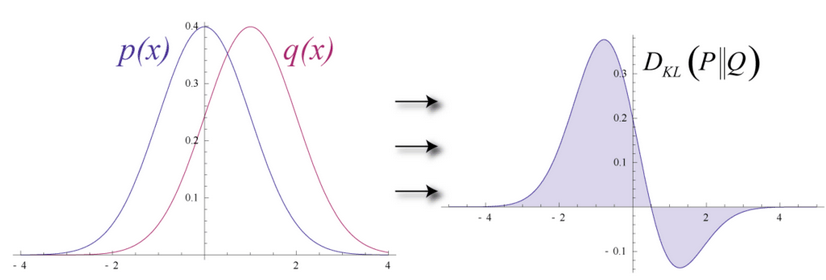 p(x) q(x)
0.4
0.3
0.2
0.1
- 4 - 2 2 4
D_KL (P||Q)
0.3
0.2
0.1
- 4 - 2 2 4
- 0.1